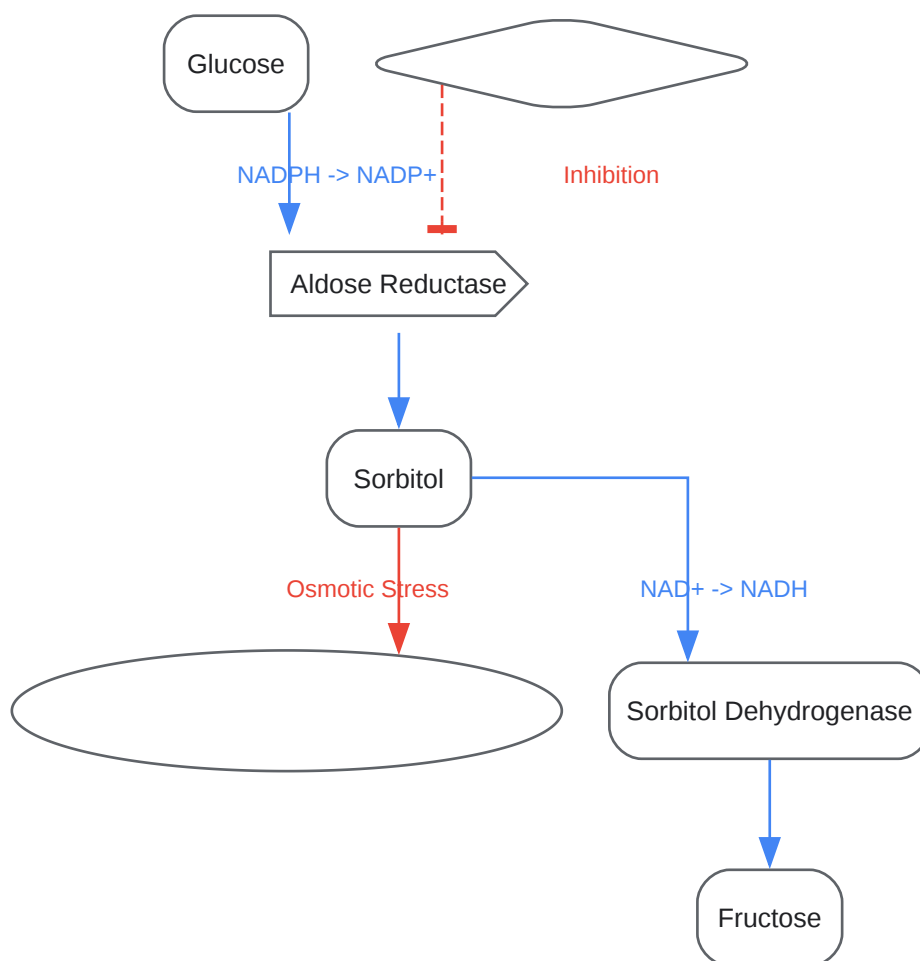 Glucose
NADPH -> NADP+
Inhibition
Aldose Reductase
Sorbitol
Osmotic Stress
NAD+ -> NADH
Sorbitol Dehydrogenase
Fructose